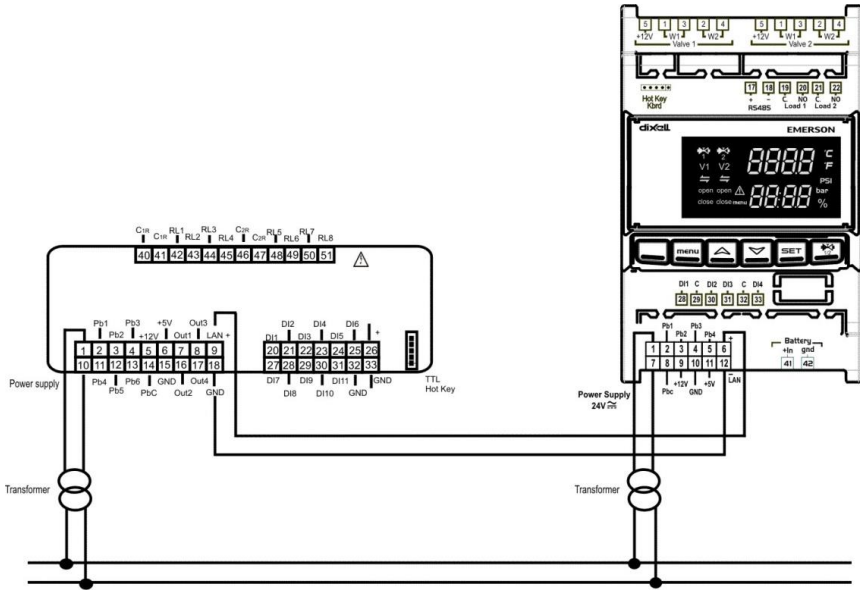 5 1 3 2 4 5 1 3 2 4
+12V W1 W2 +12V W1 W2
Valve 1 Valve 2
Hot Key
Kbrd
17 18 19 20 21 22
+ - C NO C NO
RS485 Load 1 Load 2
dixell EMERSON
1 2 88.8.8 °C °F
V1 V2 PSI
open open 88:88 bar
close close menu %
menu SET
DI1 C DI2 DI3 C DI4
28 29 30 31 32 33
C1R C1R RL1 RL2 RL3 RL4 C2R C2R RL5 RL6 RL7 RL8
40 41 42 43 44 45 46 47 48 49 50 51
Pb1 Pb2 Pb3 +12V +5V Out1 Out3 LAN +
1 2 3 4 5 6 7 8 9
10 11 12 13 14 15 16 17 18
Pb4 Pb5 Pb6 PbC GND Out2 Out4 GND
DI1 DI2 DI3 DI4 DI5 DI6 +
20 21 22 23 24 25 26
27 28 29 30 31 32 33
DI7 DI8 DI9 DI10 DI11 GND GND
TTL
Hot Key
Power supply
Pb1 Pb2 Pb3 Pb4 +
1 2 3 4 5 6
7 8 9 10 11 12
Pbc +12V GND +5V - LAN
Battery
+In gnd
41 42
Power Supply
24V
Transformer Transformer